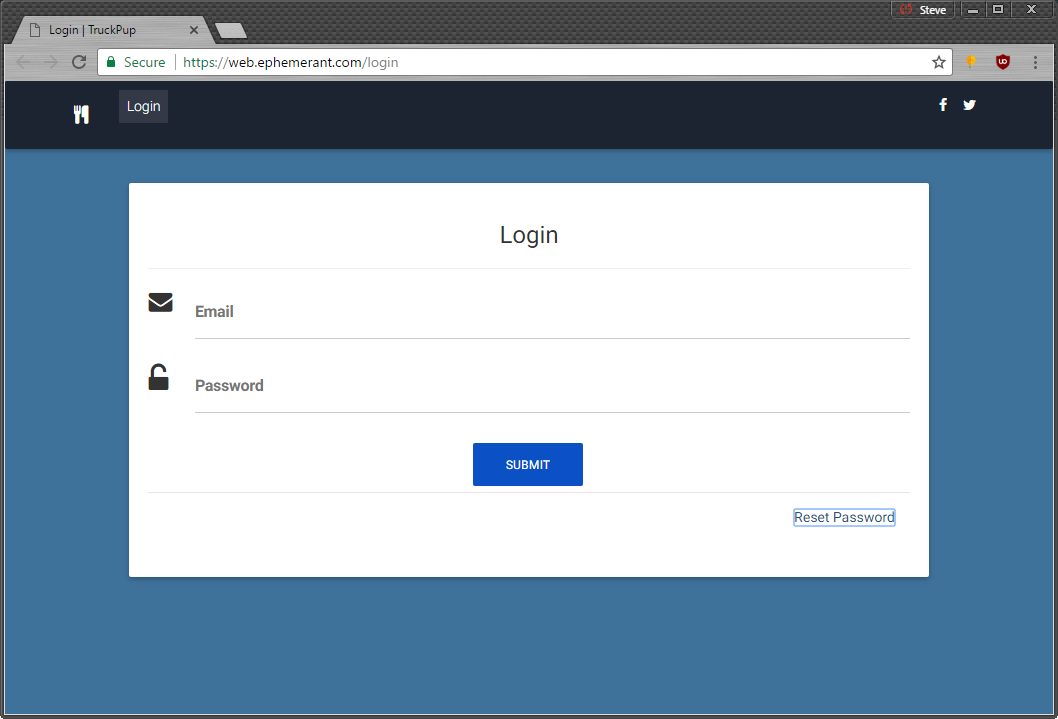 Steve
Login | TruckPup
Secure https://web.ephemerant.com/login
Login
Login
Email
Password
SUBMIT
Reset Password